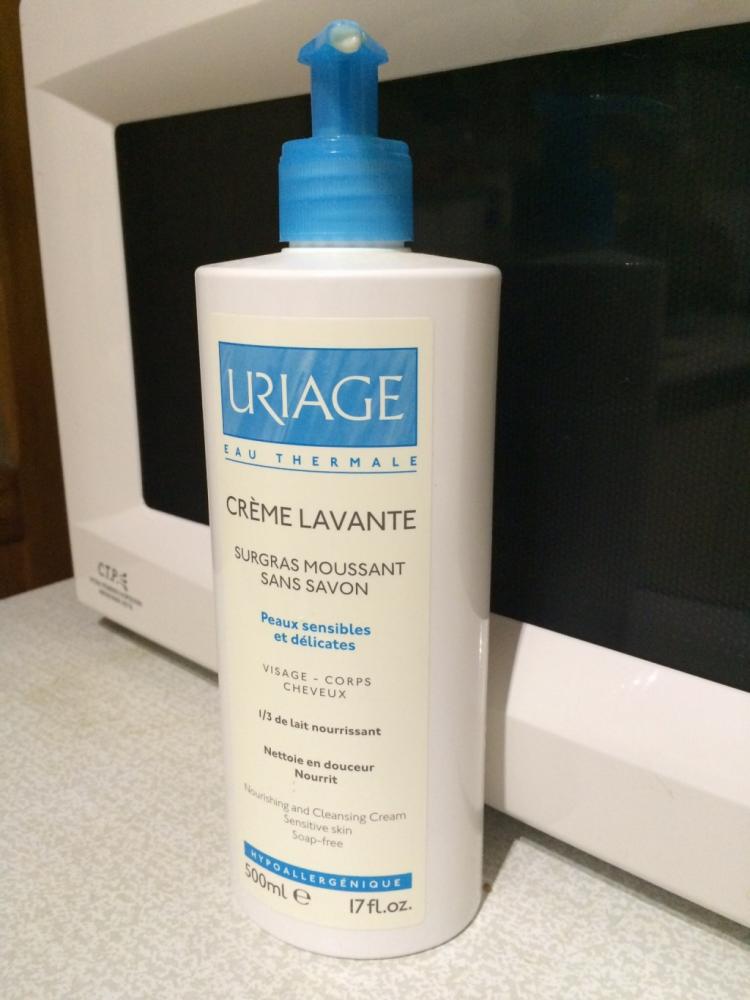 URIAGE
EAU THERMALE
CRÈME LAVANTE
SURGRAS MOUSSANT
SANS SAVON
Peaux sensibles
et délicates
VISAGE - CORPS
CHEVEUX
1/3 de lait nourrissant
Nettoie en douceur
Nourrit
Nourishing and Cleansing Cream
Sensitive skin
Soap-free
HYPOALLERGÉNIQUE
500ml e 17 fl.oz.
C.T.P.